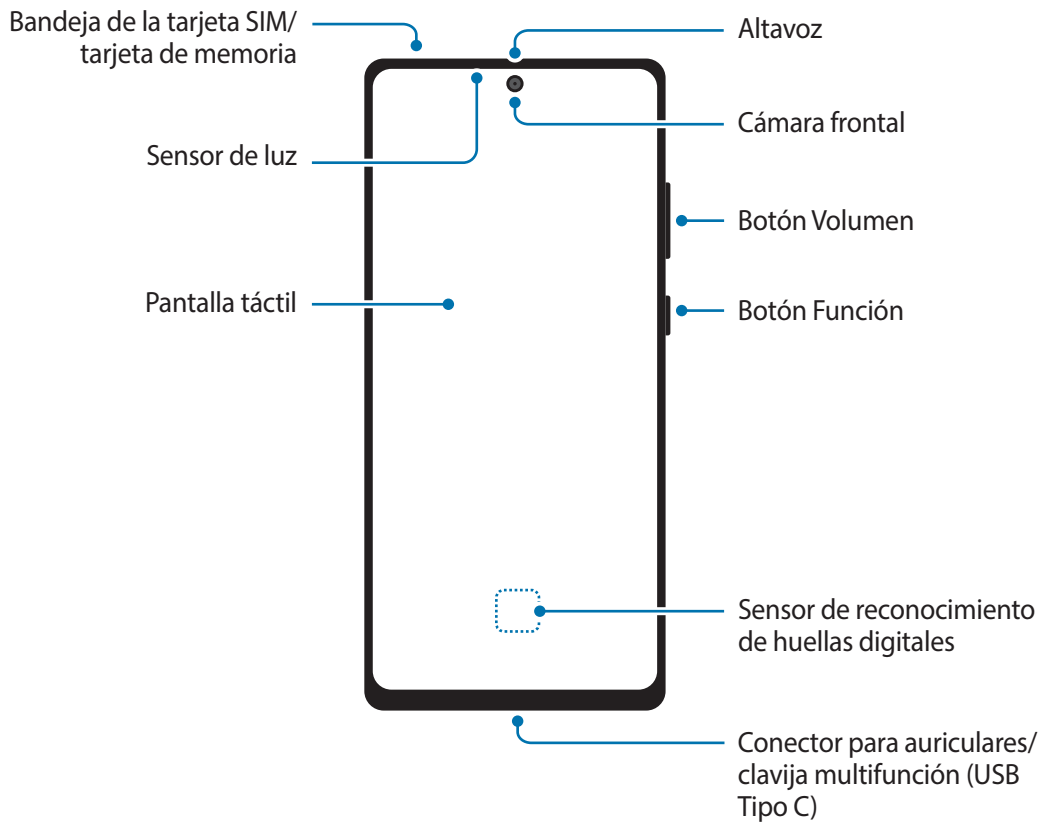 Bandeja de la tarjeta SIM/
tarjeta de memoria
Sensor de luz
Pantalla táctil
Altavoz
Cámara frontal
Botón Volumen
Botón Función
Sensor de reconocimiento
de huellas digitales
Conector para auriculares/
clavija multifunción (USB
Tipo C)